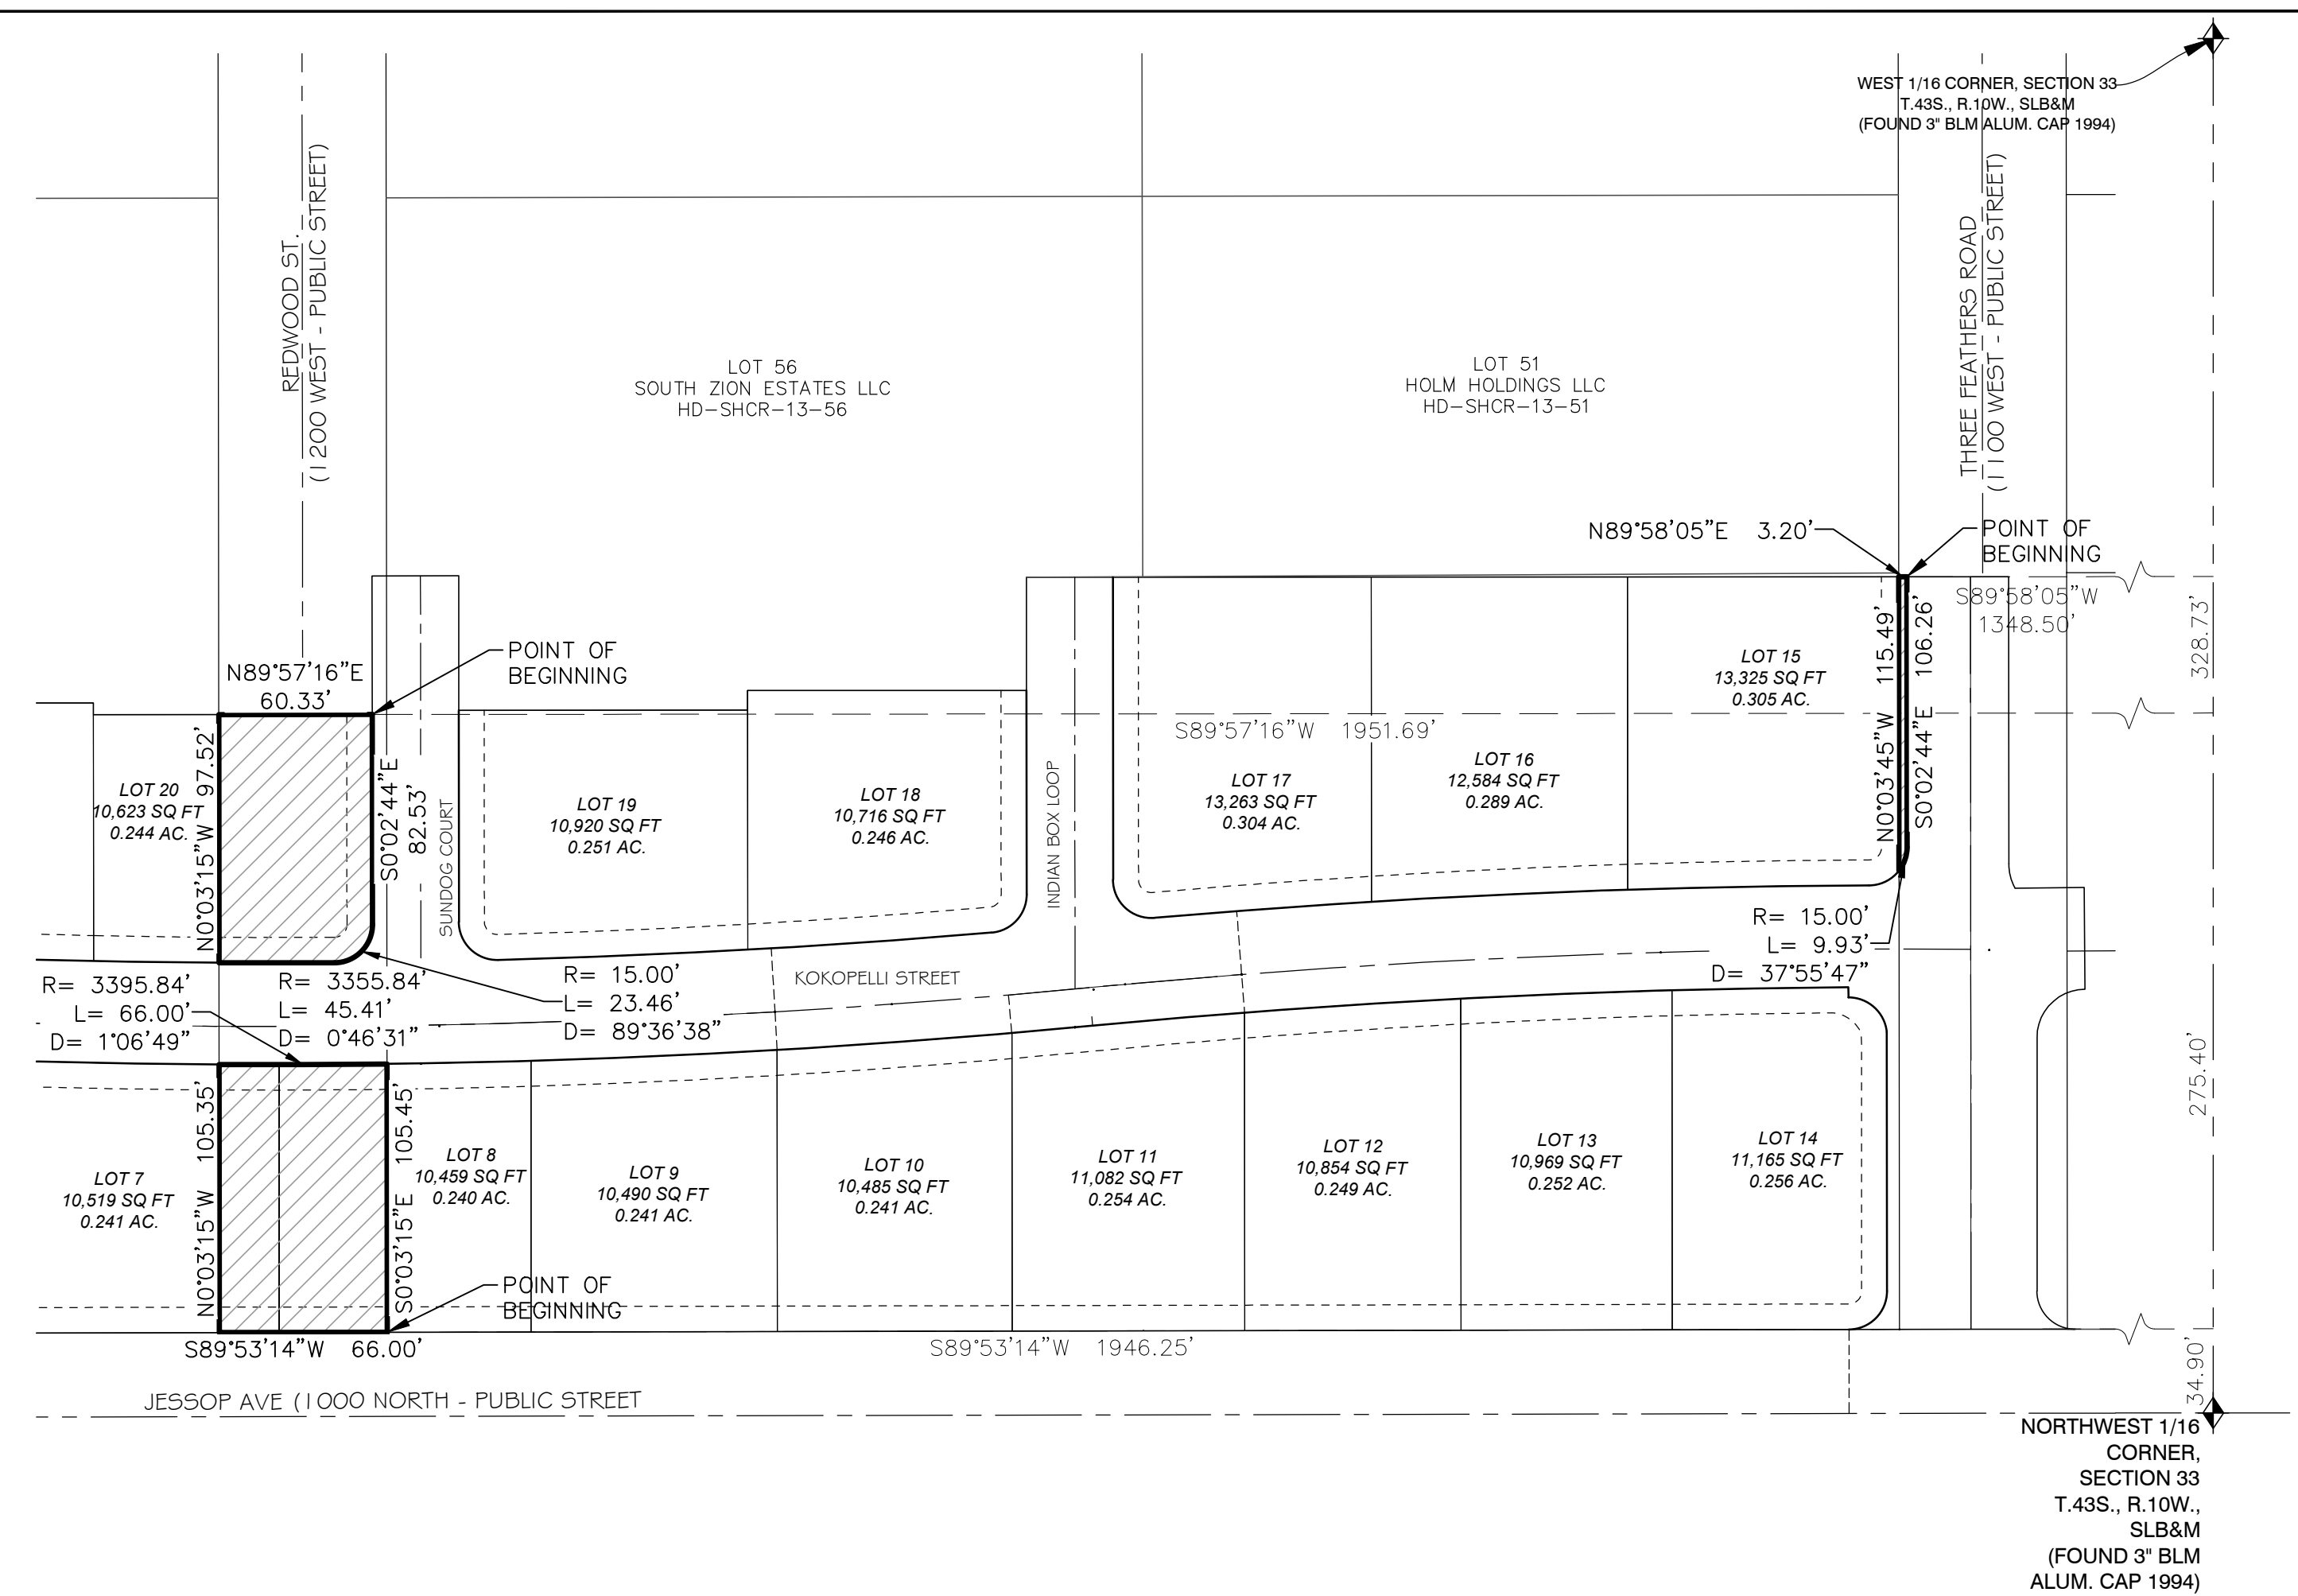 WEST 1/16 CORNER, SECTION 33
T.43S., R.10W., SLB&M
(FOUND 3" BLM ALUM. CAP 1994)
REDWOOD ST.
(1200 WEST - PUBLIC STREET)
THREE FEATHERS ROAD
(1100 WEST - PUBLIC STREET)
LOT 56
SOUTH ZION ESTATES LLC
HD-SHCR-13-56
LOT 51
HOLM HOLDINGS LLC
HD-SHCR-13-51
N89°58'05"E 3.20'
POINT OF
BEGINNING
S89°58'05"W
1348.50'
328.73'
POINT OF
BEGINNING
N89°57'16"E
60.33'
N0°03'45"W 115.49'
S0°02'44"E 106.26'
LOT 15
13,325 SQ FT
0.305 AC.
S89°57'16"W 1951.69'
LOT 20
10,623 SQ FT
0.244 AC.
N0°03'15"W 97.52'
S0°02'44"E
82.53'
SUNDOG COURT
LOT 19
10,920 SQ FT
0.251 AC.
LOT 18
10,716 SQ FT
0.246 AC.
INDIAN BOX LOOP
LOT 17
13,263 SQ FT
0.304 AC.
LOT 16
12,584 SQ FT
0.289 AC.
R= 15.00'
L= 9.93'
D= 37°55'47"
R= 3395.84'
L= 66.00'
D= 1°06'49"
R= 3355.84'
L= 45.41'
D= 0°46'31"
R= 15.00'
L= 23.46'
D= 89°36'38"
KOKOPELLI STREET
275.40'
LOT 7
10,519 SQ FT
0.241 AC.
N0°03'15"W 105.35'
S0°03'15"E 105.45'
LOT 8
10,459 SQ FT
0.240 AC.
LOT 9
10,490 SQ FT
0.241 AC.
LOT 10
10,485 SQ FT
0.241 AC.
LOT 11
11,082 SQ FT
0.254 AC.
LOT 12
10,854 SQ FT
0.249 AC.
LOT 13
10,969 SQ FT
0.252 AC.
LOT 14
11,165 SQ FT
0.256 AC.
POINT OF
BEGINNING
S89°53'14"W 66.00'
S89°53'14"W 1946.25'
34.90'
JESSOP AVE (1000 NORTH - PUBLIC STREET
NORTHWEST 1/16
CORNER,
SECTION 33
T.43S., R.10W.,
SLB&M
(FOUND 3" BLM
ALUM. CAP 1994)